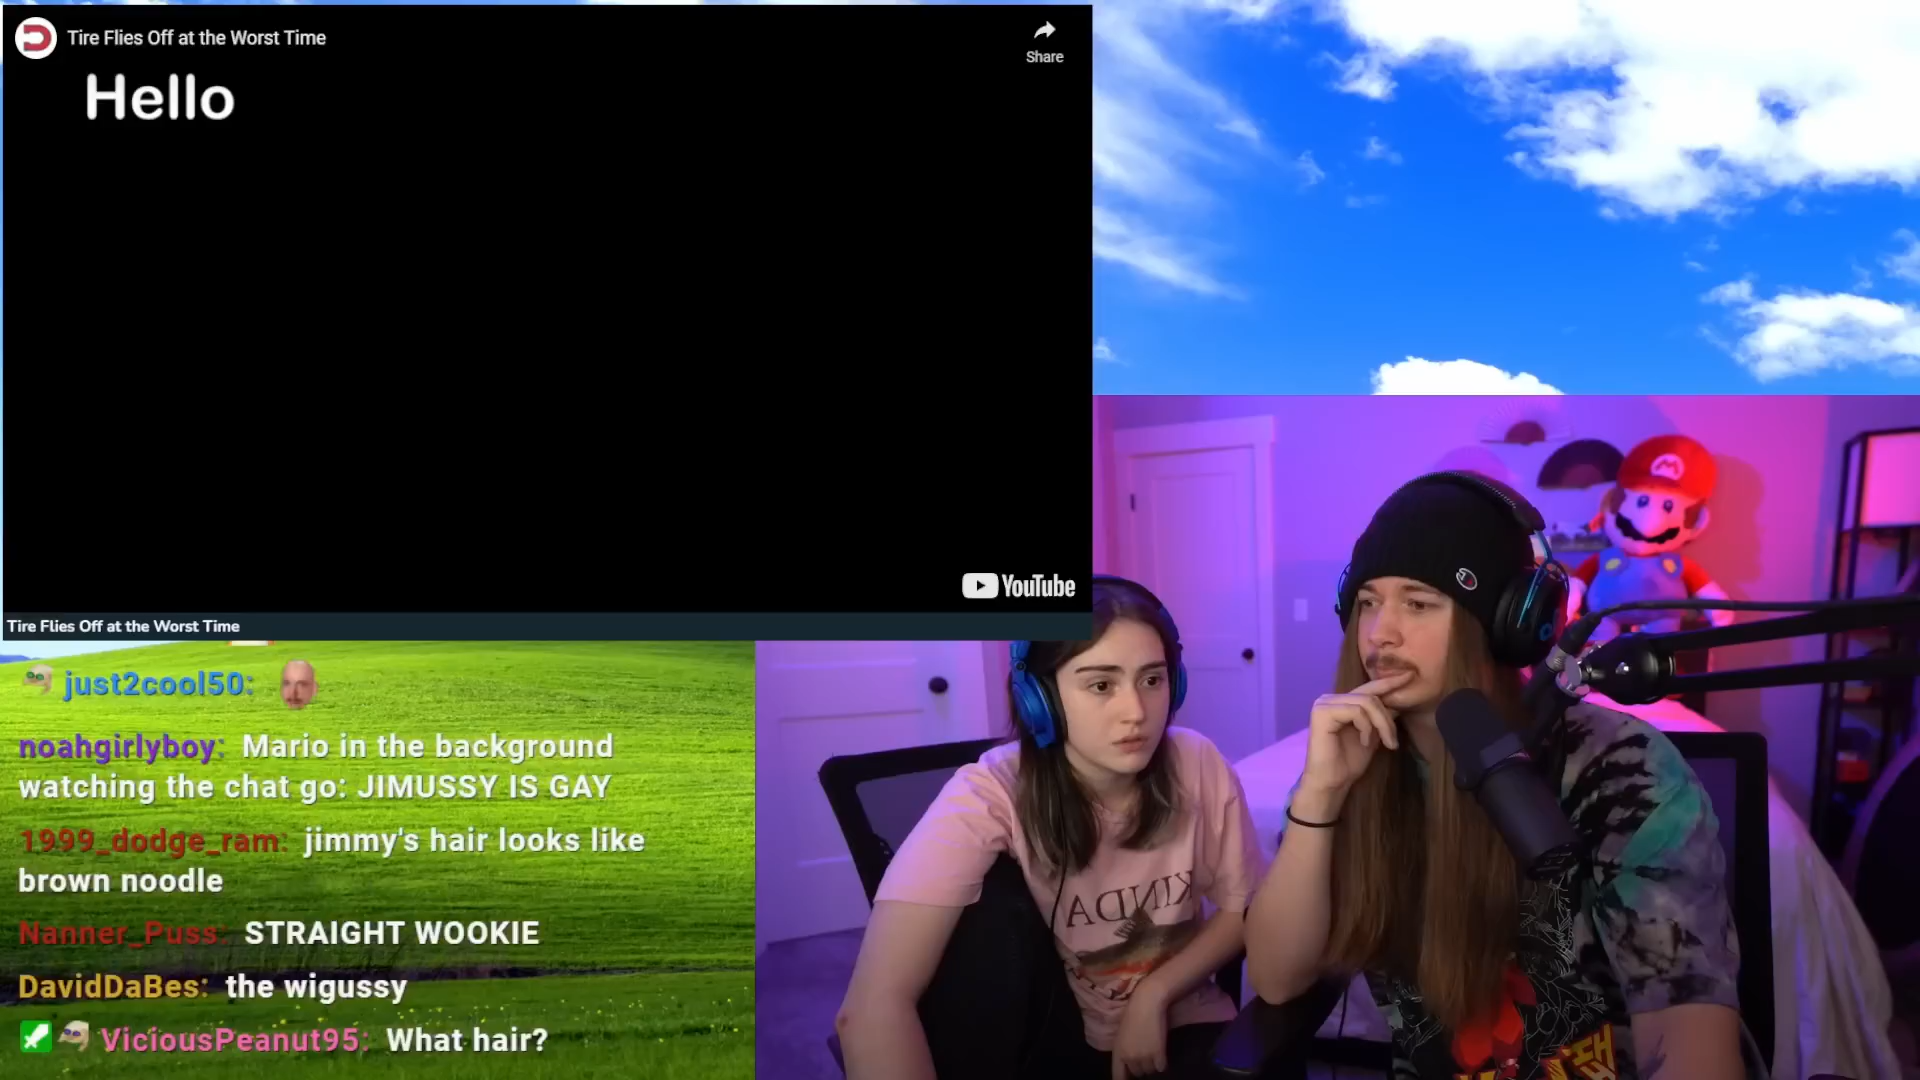 Tire Flies Off at the Worst Time
Share
Hello
YouTube
Tire Flies Off at the Worst Time
just2cool50:
noahgirlyboy: Mario in the background
watching the chat go: JIMUSSY IS GAY
1999_dodge_ram: jimmy's hair looks like
brown noodle
Nanner_Puss: STRAIGHT WOOKIE
DavidDaBes: the wigussy
ViciousPeanut95: What hair?
KINDA
M